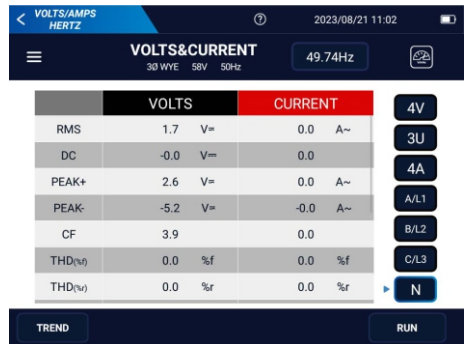 VOLTS/AMPS
HERTZ
2023/08/21 11:02
VOLTS&CURRENT
3Ø WYE 58V 50Hz
49.74Hz
VOLTS CURRENT
RMS 1.7 V≂ 0.0 A~
DC -0.0 V⎓ 0.0
PEAK+ 2.6 V≂ 0.0 A~
PEAK- -5.2 V≂ -0.0 A~
CF 3.9 0.0
THD(%f) 0.0 %f 0.0 %f
THD(%r) 0.0 %r 0.0 %r
4V
3U
4A
A/L1
B/L2
C/L3
N
TREND
RUN